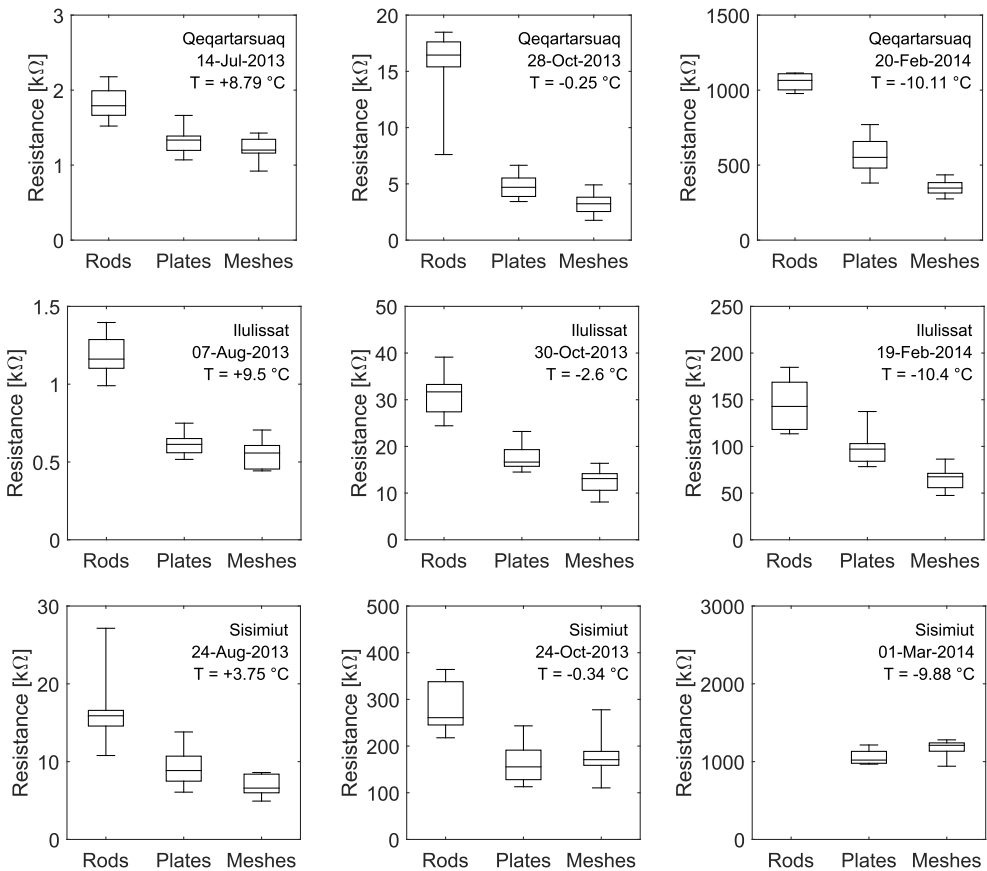 3
2
1
0
Resistance [kΩ]
Qeqartarsuaq
14-Jul-2013
T = +8.79 °C
Rods Plates Meshes
20
15
10
5
0
Resistance [kΩ]
Qeqartarsuaq
28-Oct-2013
T = -0.25 °C
Rods Plates Meshes
1500
1000
500
0
Resistance [kΩ]
Qeqartarsuaq
20-Feb-2014
T = -10.11 °C
Rods Plates Meshes
1.5
1
0.5
0
Resistance [kΩ]
Ilulissat
07-Aug-2013
T = +9.5 °C
Rods Plates Meshes
50
40
30
20
10
0
Resistance [kΩ]
Ilulissat
30-Oct-2013
T = -2.6 °C
Rods Plates Meshes
250
200
150
100
50
0
Resistance [kΩ]
Ilulissat
19-Feb-2014
T = -10.4 °C
Rods Plates Meshes
30
20
10
0
Resistance [kΩ]
Sisimiut
24-Aug-2013
T = +3.75 °C
Rods Plates Meshes
500
400
300
200
100
0
Resistance [kΩ]
Sisimiut
24-Oct-2013
T = -0.34 °C
Rods Plates Meshes
3000
2000
1000
0
Resistance [kΩ]
Sisimiut
01-Mar-2014
T = -9.88 °C
Rods Plates Meshes